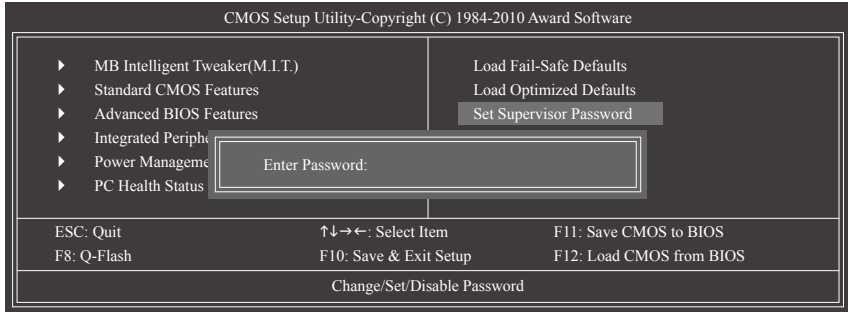 CMOS Setup Utility-Copyright (C) 1984-2010 Award Software
MB Intelligent Tweaker(M.I.T.)
Standard CMOS Features
Advanced BIOS Features
Integrated Periphe
Power Manageme
PC Health Status
Load Fail-Safe Defaults
Load Optimized Defaults
Set Supervisor Password
Enter Password:
ESC: Quit ↑↓→←: Select Item F11: Save CMOS to BIOS
F8: Q-Flash F10: Save & Exit Setup F12: Load CMOS from BIOS
Change/Set/Disable Password